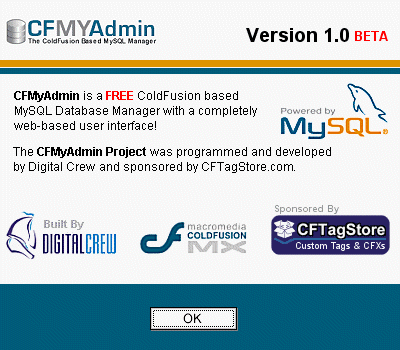 CFMYAdmin
The ColdFusion Based MySQL Manager
Version 1.0 BETA
CFMyAdmin is a FREE ColdFusion based
MySQL Database Manager with a completely
web-based user interface!
Powered by
MySQL®
The CFMyAdmin Project was programmed and developed
by Digital Crew and sponsored by CFTagStore.com.
Built By
DIGITALCREW
macromedia
COLDFUSION
MX
Sponsored By
CFTagStore
Custom Tags & CFXs
OK